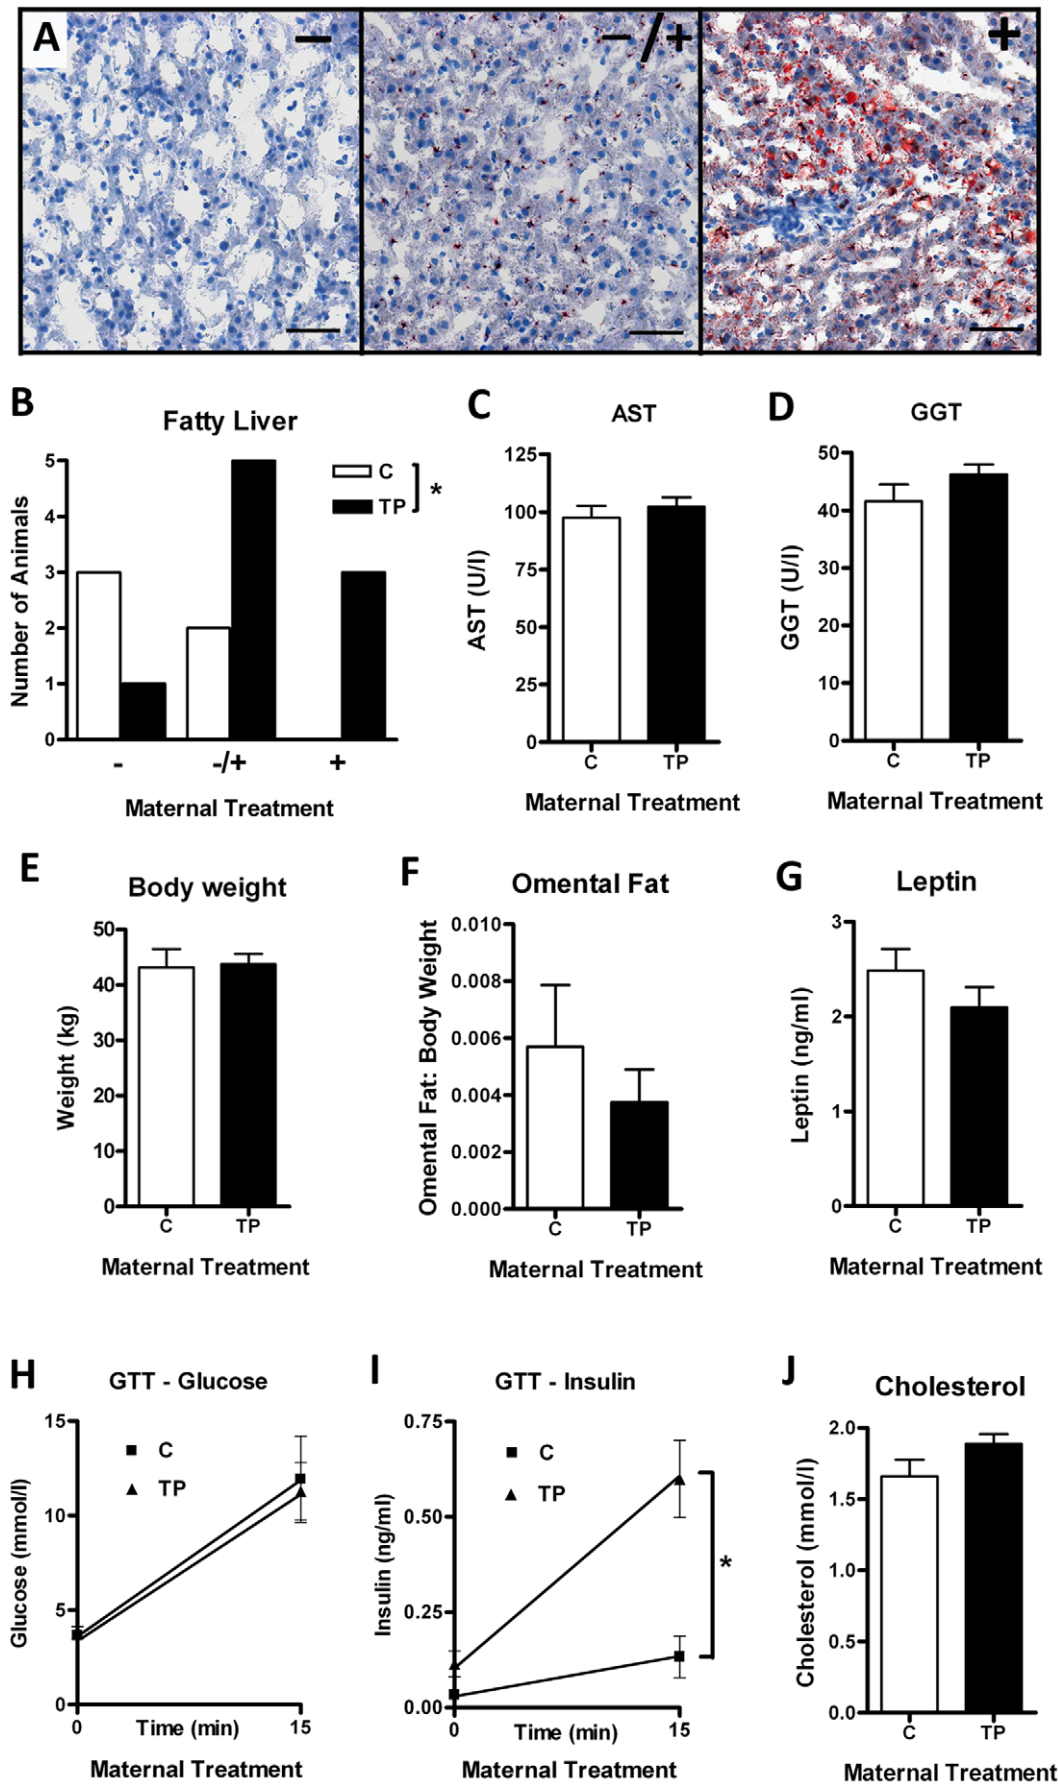 A
−
−/+
+
B
Fatty Liver
Number of Animals
5
4
3
2
1
0
C
TP
*
-
-/+
+
Maternal Treatment
C
AST
AST (U/l)
125
100
75
50
25
0
C
TP
Maternal Treatment
D
GGT
GGT (U/l)
50
40
30
20
10
0
C
TP
Maternal Treatment
E
Body weight
Weight (kg)
50
40
30
20
10
0
C
TP
Maternal Treatment
F
Omental Fat
Omental Fat: Body Weight
0.010
0.008
0.006
0.004
0.002
0.000
C
TP
Maternal Treatment
G
Leptin
Leptin (ng/ml)
3
2
1
0
C
TP
Maternal Treatment
H
GTT - Glucose
Glucose (mmol/l)
15
10
5
0
C
TP
0
Time (min)
15
Maternal Treatment
I
GTT - Insulin
Insulin (ng/ml)
0.75
0.50
0.25
0.00
C
TP
*
0
Time (min)
15
Maternal Treatment
J
Cholesterol
Cholesterol (mmol/l)
2.0
1.5
1.0
0.5
0.0
C
TP
Maternal Treatment